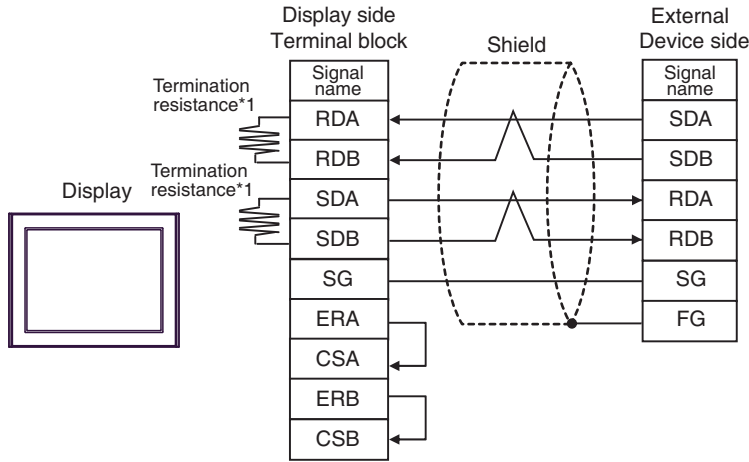 Display side
Terminal block
External
Device side
Shield
Signal
name
Signal
name
Termination
resistance*1
RDA
SDA
RDB
SDB
Termination
resistance*1
Display
SDA
RDA
SDB
RDB
SG
SG
ERA
FG
CSA
ERB
CSB